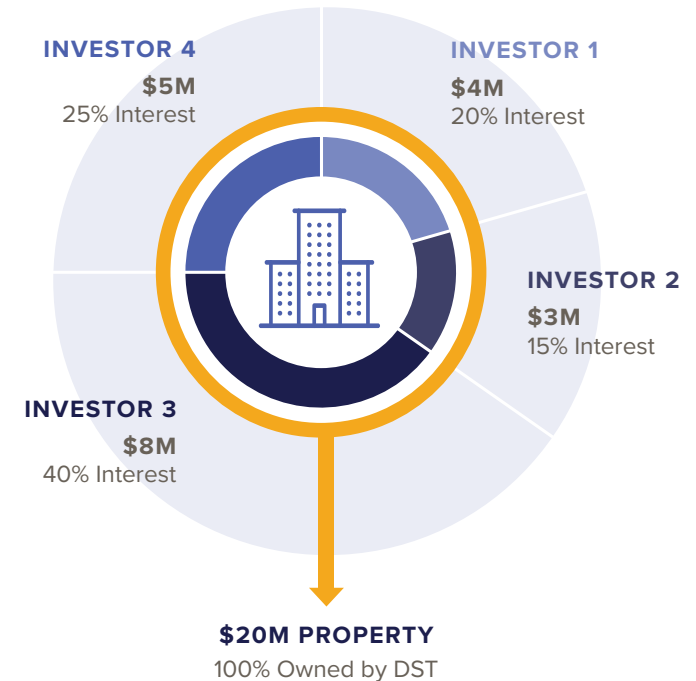 INVESTOR 4
$5M
25% Interest
INVESTOR 1
$4M
20% Interest
INVESTOR 2
$3M
15% Interest
INVESTOR 3
$8M
40% Interest
$20M PROPERTY
100% Owned by DST